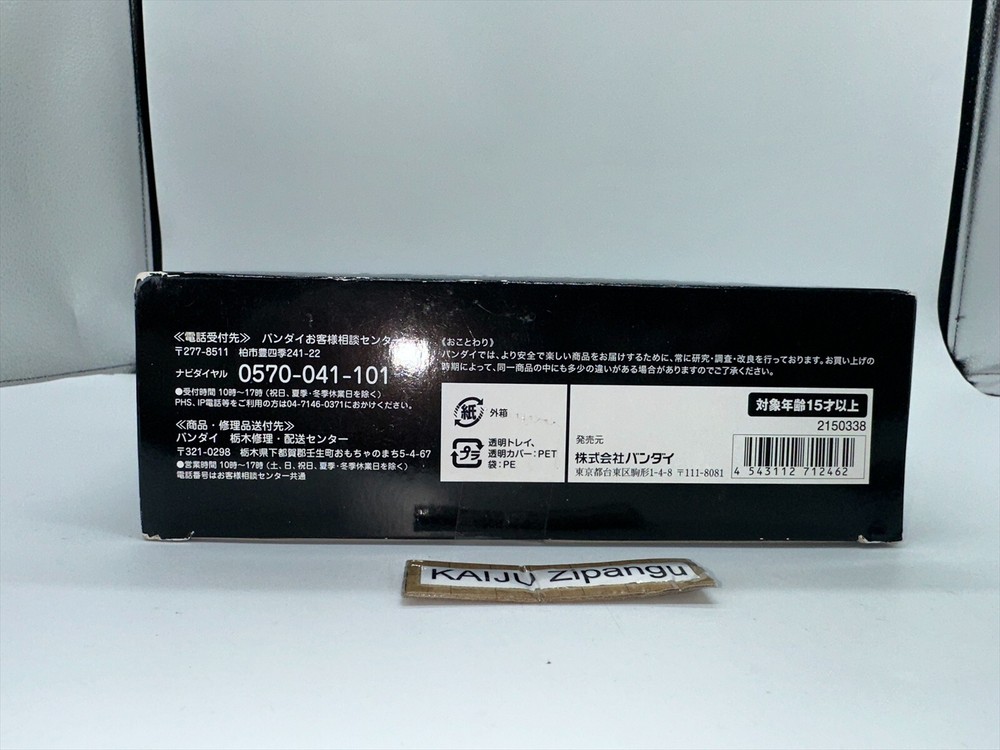 ≪電話受付先≫ バンダイお客様相談センター
〒277-8511 柏市豊四季241-22
ナビダイヤル 0570-041-101
●受付時間 10時〜17時(祝日、夏季・冬季休業日を除く)
PHS、IP電話等をご利用の方は04-7146-0371におかけください。
≪商品・修理品送付先≫
バンダイ 栃木修理・配送センター
〒321-0298 栃木県下都賀郡壬生町おもちゃのまち5-4-67
●営業時間 10時〜17時(土、日、祝日、夏季・冬季休業日を除く)
電話番号はお客様相談センター共通
《おことわり》
バンダイでは、より安全で楽しい商品をお届けするために、常に研究・調査・改良を行っております。お買い上げの
時期によって、同一商品の中にも多少の違いがある場合がありますのでご了承ください。
紙 外箱
プラ 透明トレイ、
透明カバー:PET
袋:PE
発売元
株式会社バンダイ
東京都台東区駒形1-4-8 〒111-8081
対象年齢15才以上
2150338
4 543112 712462
KAIJU Zipangu